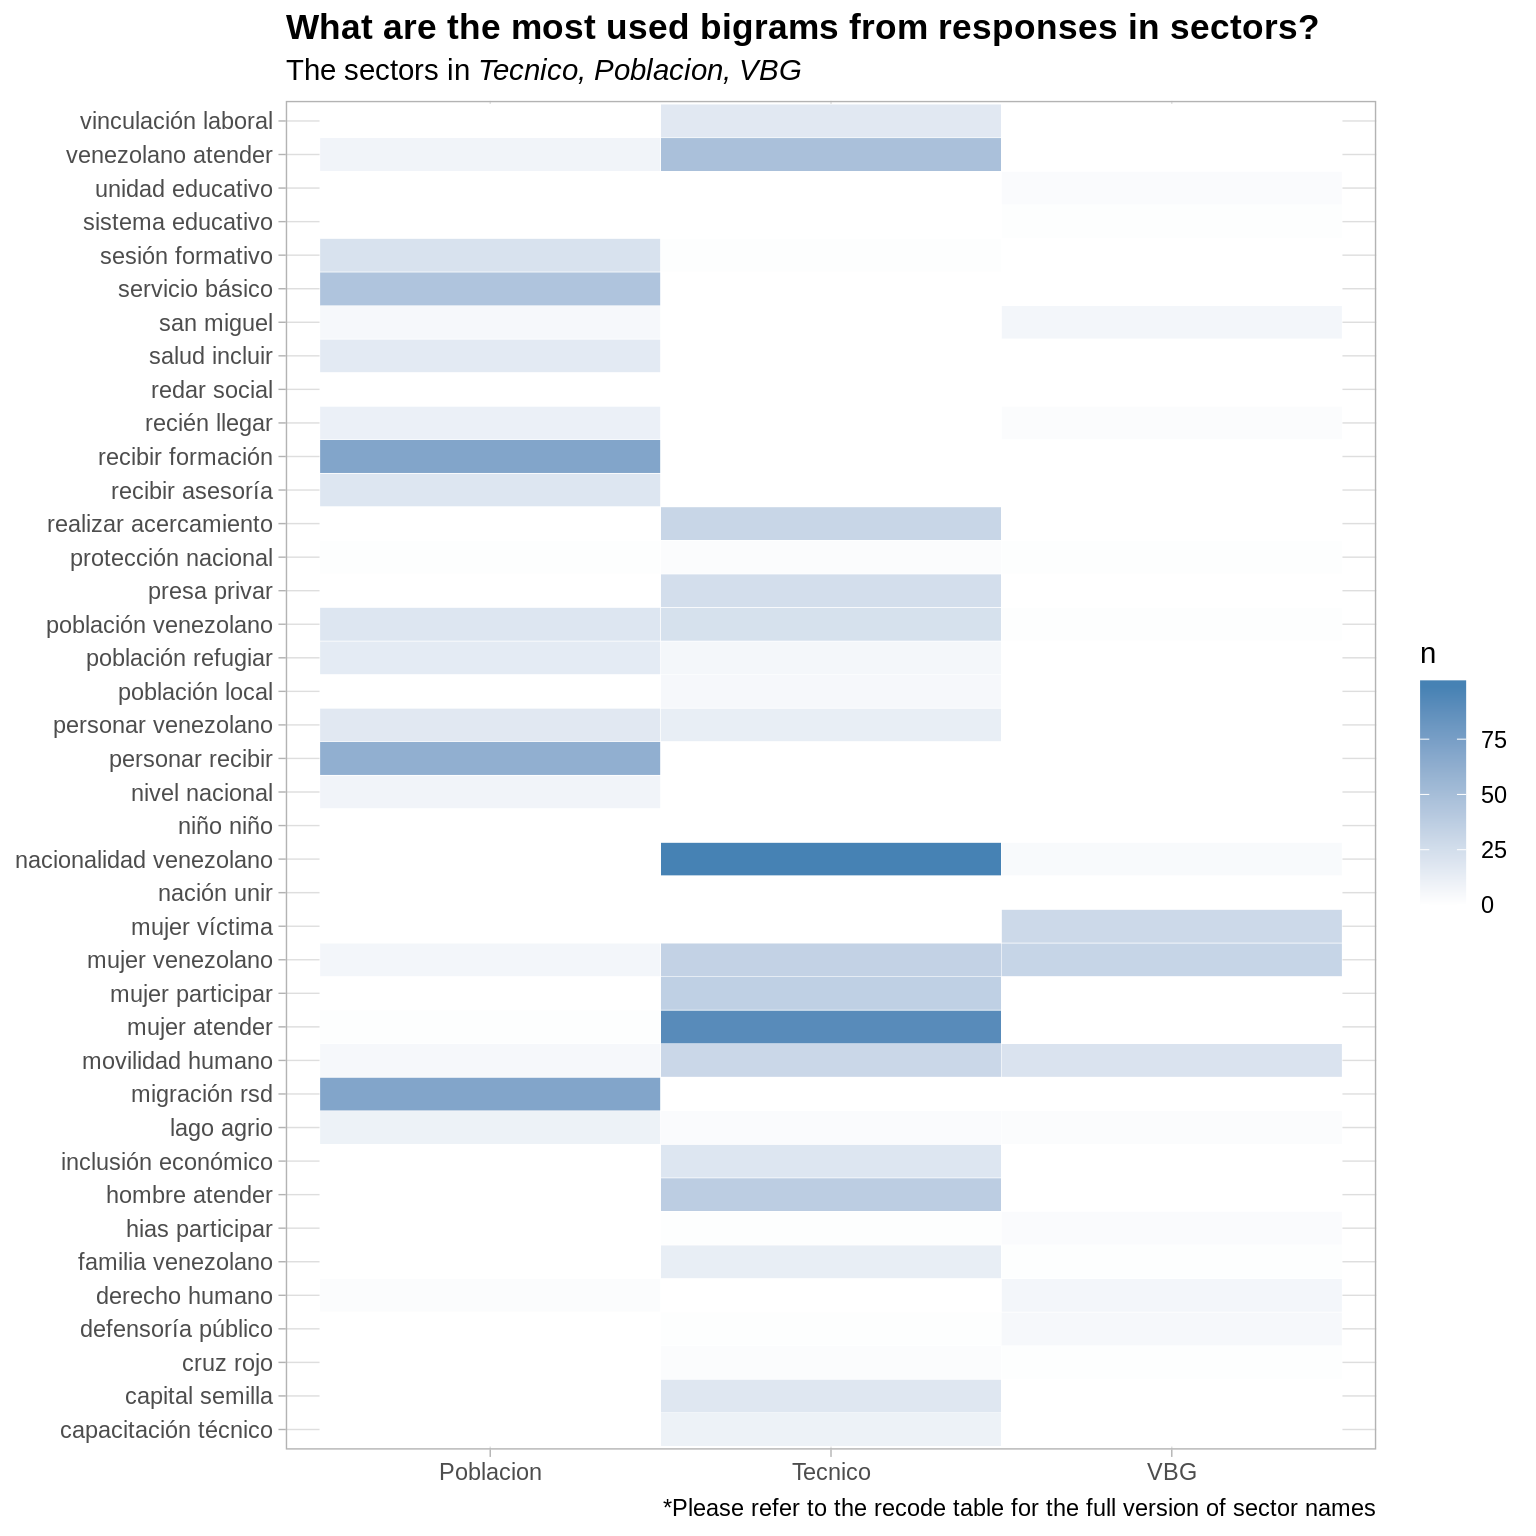 What are the most used bigrams from responses in sectors?
The sectors in Tecnico, Poblacion, VBG
vinculación laboral
venezolano atender
unidad educativo
sistema educativo
sesión formativo
servicio básico
san miguel
salud incluir
redar social
recién llegar
recibir formación
recibir asesoría
realizar acercamiento
protección nacional
presa privar
población venezolano
población refugiar
población local
personar venezolano
personar recibir
nivel nacional
niño niño
nacionalidad venezolano
nación unir
mujer víctima
mujer venezolano
mujer participar
mujer atender
movilidad humano
migración rsd
lago agrio
inclusión económico
hombre atender
hias participar
familia venezolano
derecho humano
defensoría público
cruz rojo
capital semilla
capacitación técnico
Poblacion Tecnico VBG
n
75
50
25
0
*Please refer to the recode table for the full version of sector names